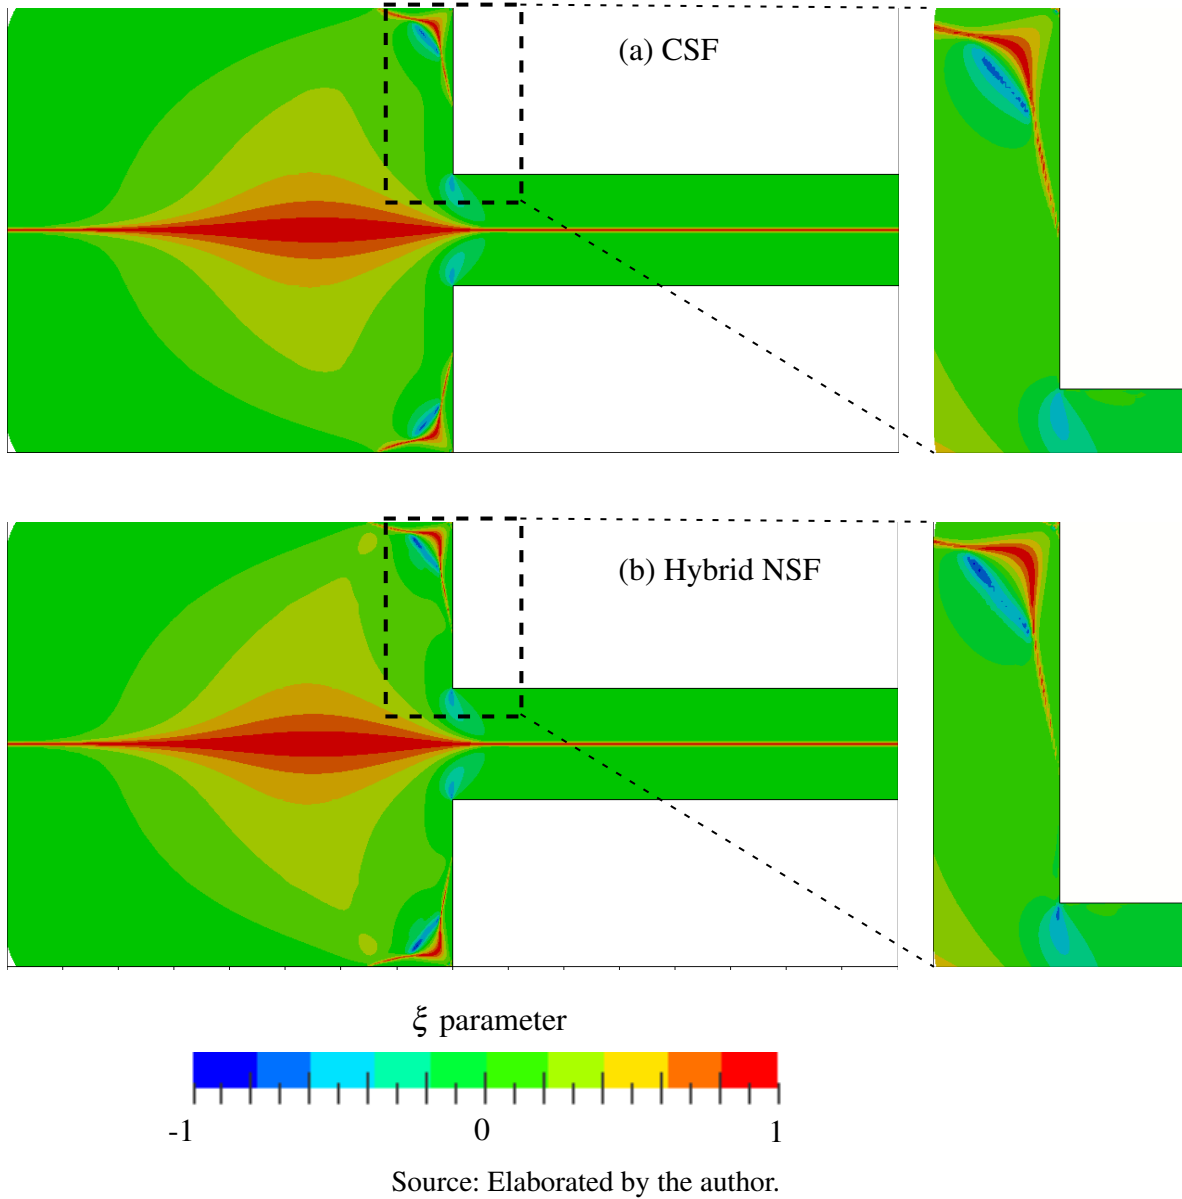 (a) CSF
(b) Hybrid NSF
ξ parameter
-1 0 1
Source: Elaborated by the author.